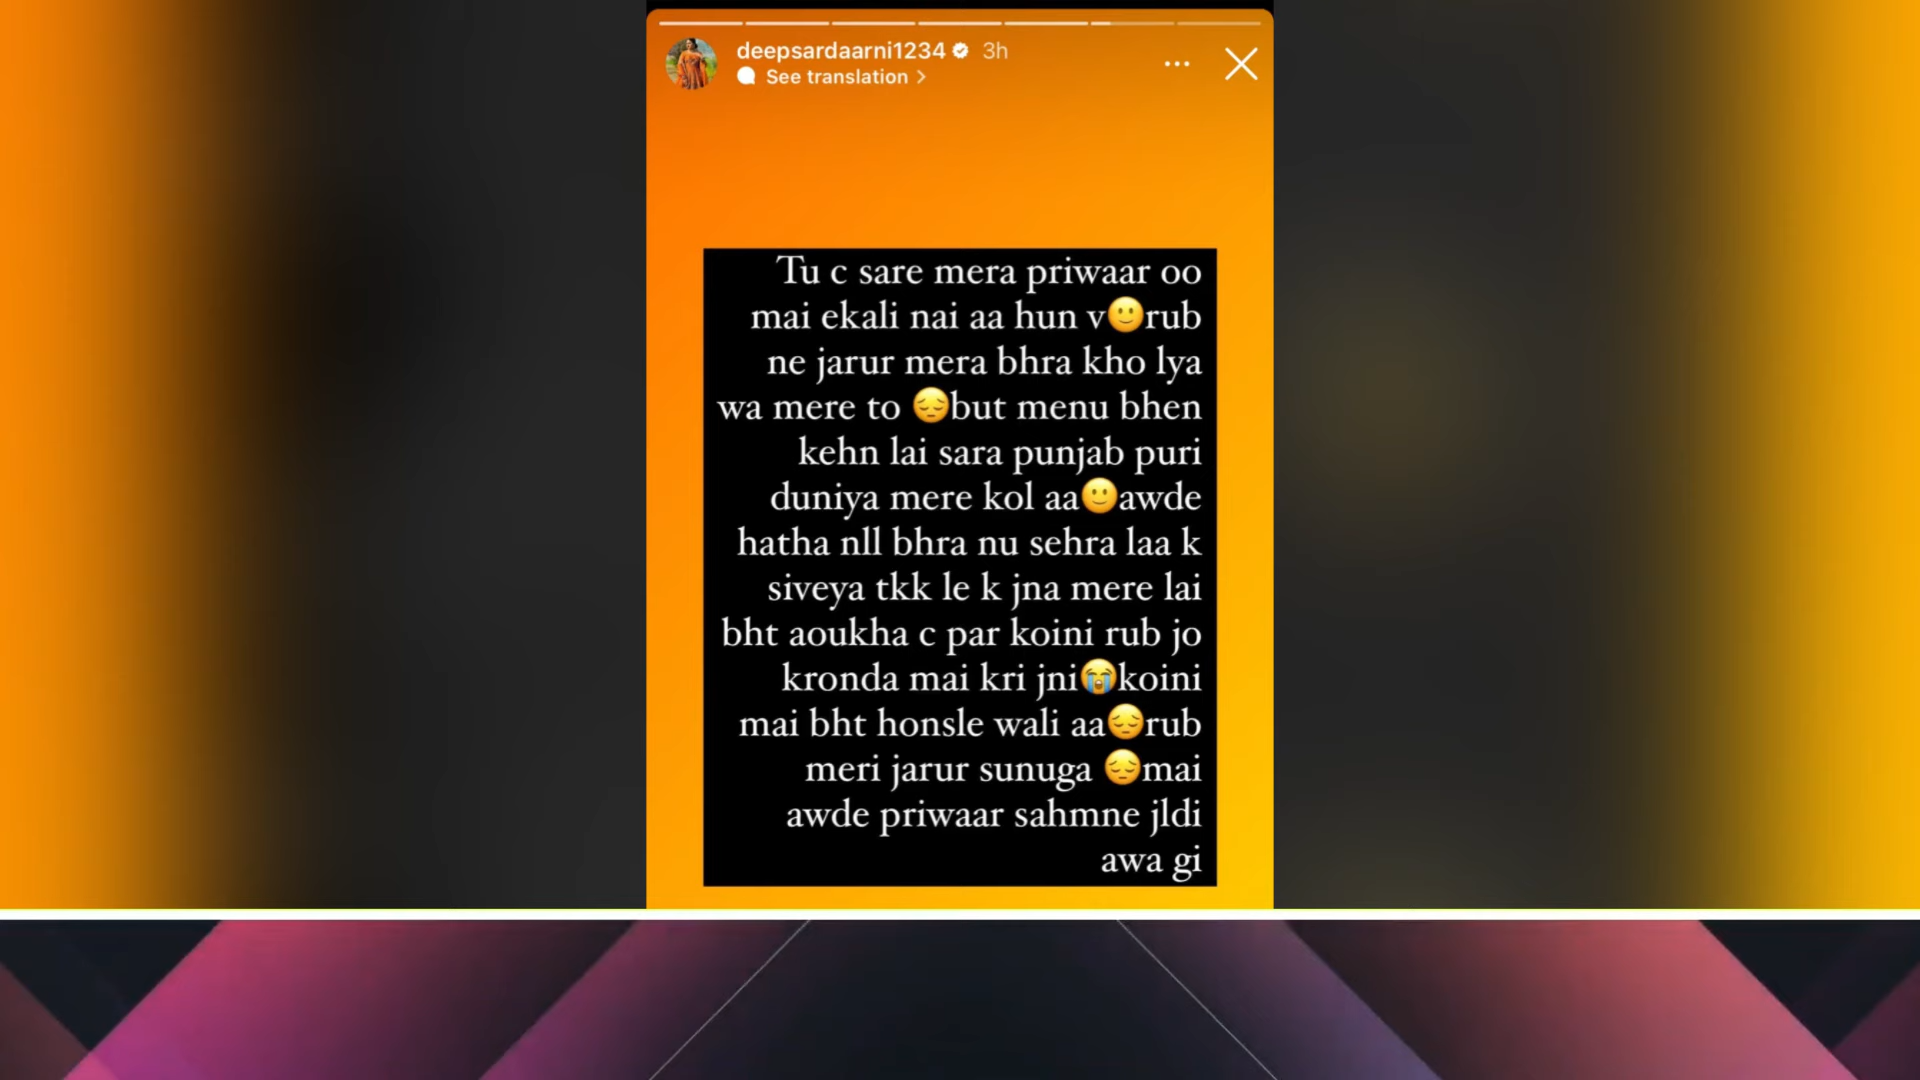 deepsardaarni1234 3h
See translation >
Tu c sare mera priwaar oo
mai ekali nai aa hun v🙂rub
ne jarur mera bhra kho lya
wa mere to 😔but menu bhen
kehn lai sara punjab puri
duniya mere kol aa🙂awde
hatha nll bhra nu sehra laa k
siveya tkk le k jna mere lai
bht aoukha c par koini rub jo
kronda mai kri jni😭koini
mai bht honsle wali aa😔rub
meri jarur sunuga 😔mai
awde priwaar sahmne jldi
awa gi